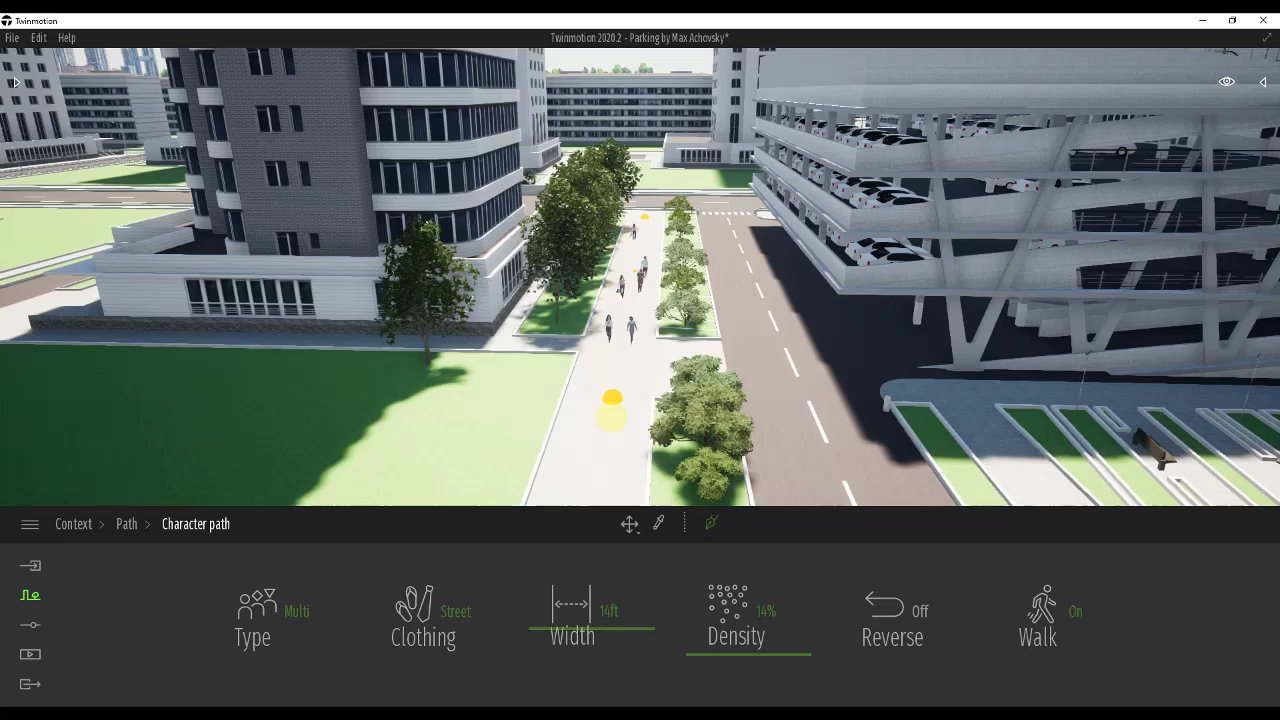 Twinmotion
File Edit Help
Twinmotion 2020.2 - Parking by Max Achovsky*
Context > Path > Character path
Multi
Type
Street
Clothing
14ft
Width
14%
Density
Off
Reverse
On
Walk